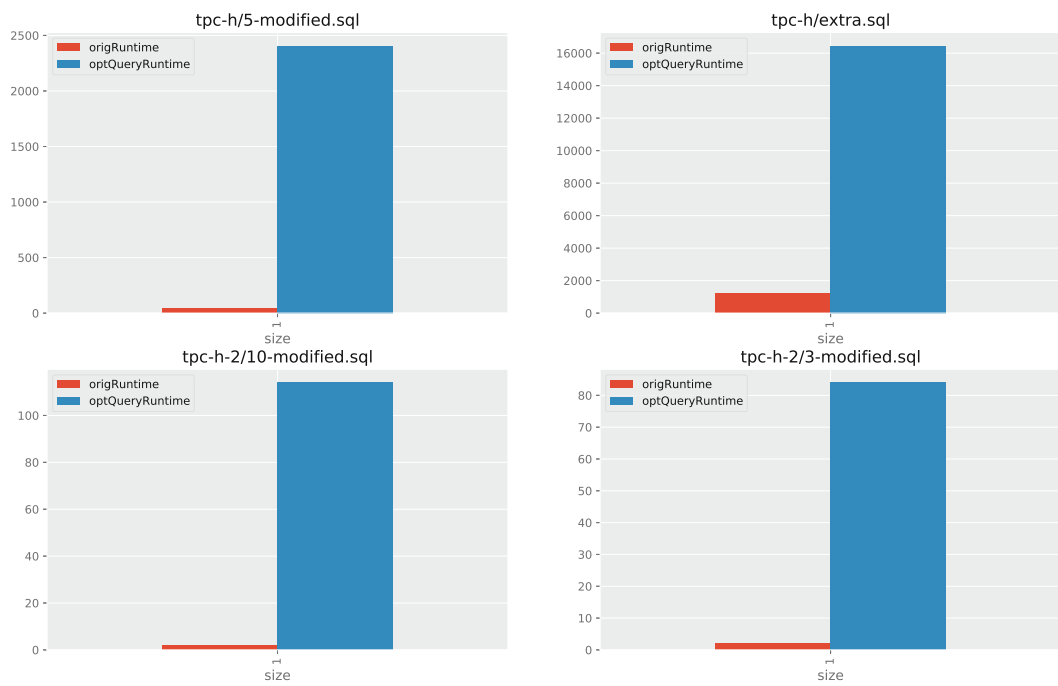 tpc-h/5-modified.sql
2500
2000
1500
1000
500
0
origRuntime
optQueryRuntime
1
size
tpc-h/extra.sql
16000
14000
12000
10000
8000
6000
4000
2000
0
origRuntime
optQueryRuntime
1
size
tpc-h-2/10-modified.sql
100
80
60
40
20
0
origRuntime
optQueryRuntime
1
size
tpc-h-2/3-modified.sql
80
70
60
50
40
30
20
10
0
origRuntime
optQueryRuntime
1
size